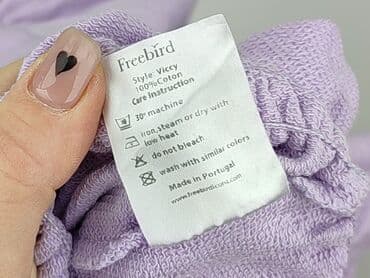 Freebird
Style: Viccy
100%Coton
Care Instruction
30° machine
iron,steam or dry with
low heat
do not bleach
wash with similar colors
Made in Portugal
www.freebirdicons.com